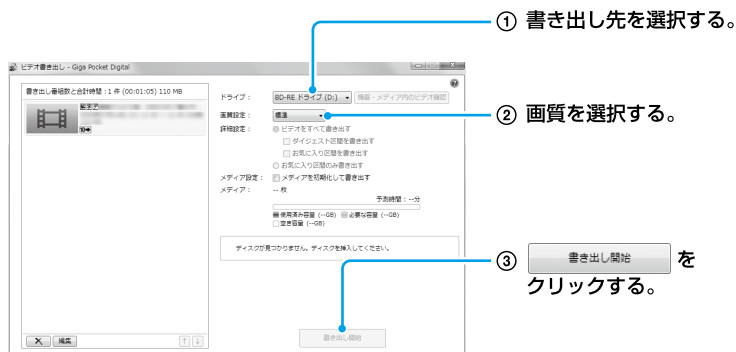 ① 書き出し先を選択する。
ビデオ書き出し - Giga Pocket Digital
書き出し番組数と合計時間 : 1 件 (00:01:05) 110 MB
ドライブ： BD-RE ドライブ (D:) 機器・メディア内のビデオ確認
画質設定： 標準
② 画質を選択する。
詳細設定： ビデオをすべて書き出す
ダイジェスト区間を書き出す
お気に入り区間を書き出す
お気に入り区間のみ書き出す
メディア設定： メディアを初期化して書き出す
メディア： -- 枚
予測時間：--分
使用済み容量 (--GB) 必要な容量 (--GB)
空き容量 (--GB)
ディスクが見つかりません。ディスクを挿入してください。
③ 書き出し開始 を
クリックする。
編集
書き出し開始